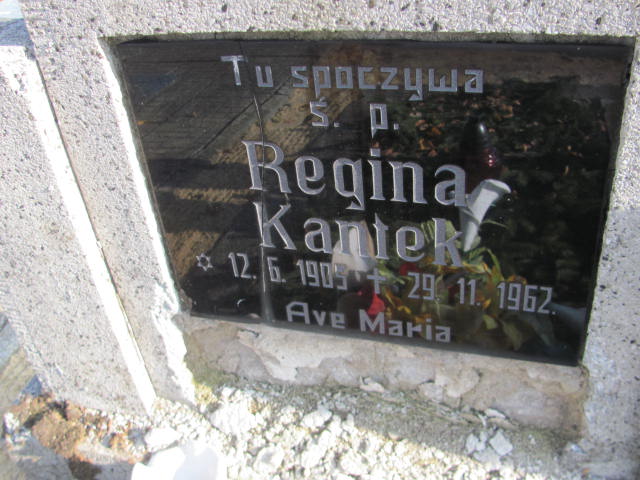 Tu spoczywa
Ś. p.
Regina
Kantek
✡ 12. 6. 1905 ✝ 29. 11. 1962.
Ave Maria